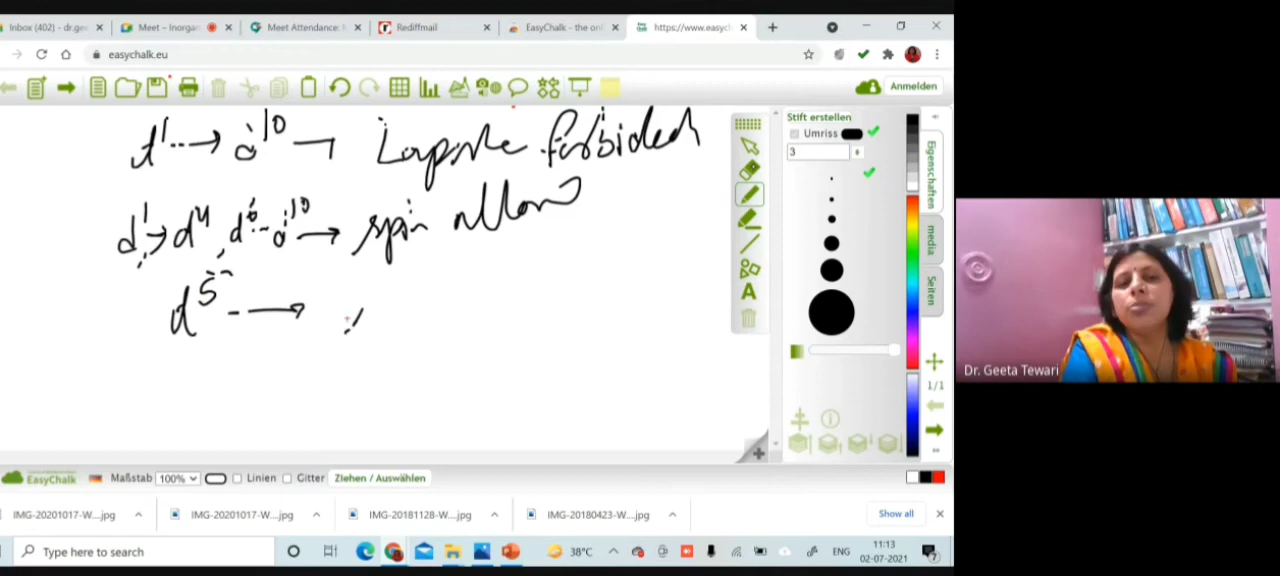 Inbox (402) - dr.gee
Meet – Inorgan
Meet Attendance: M
Rediffmail
EasyChalk - the onl
https://www.easych
easychalk.eu
Anmelden
d¹ --→ d¹⁰ → Laporte forbidden
d¹ → d⁴, d⁶ -- d¹⁰ → spin allow
d⁵ - →
Stift erstellen
Umriss
3
Eigenschaften
media
Seiten
1/1
Dr. Geeta Tewari
EasyChalk
Maßstab 100% Linien Gitter Ziehen / Auswählen
IMG-20201017-W....jpg
IMG-20201017-W....jpg
IMG-20181128-W....jpg
IMG-20180423-W....jpg
Show all
Type here to search
38°C
ENG
11:13
02-07-2021
7